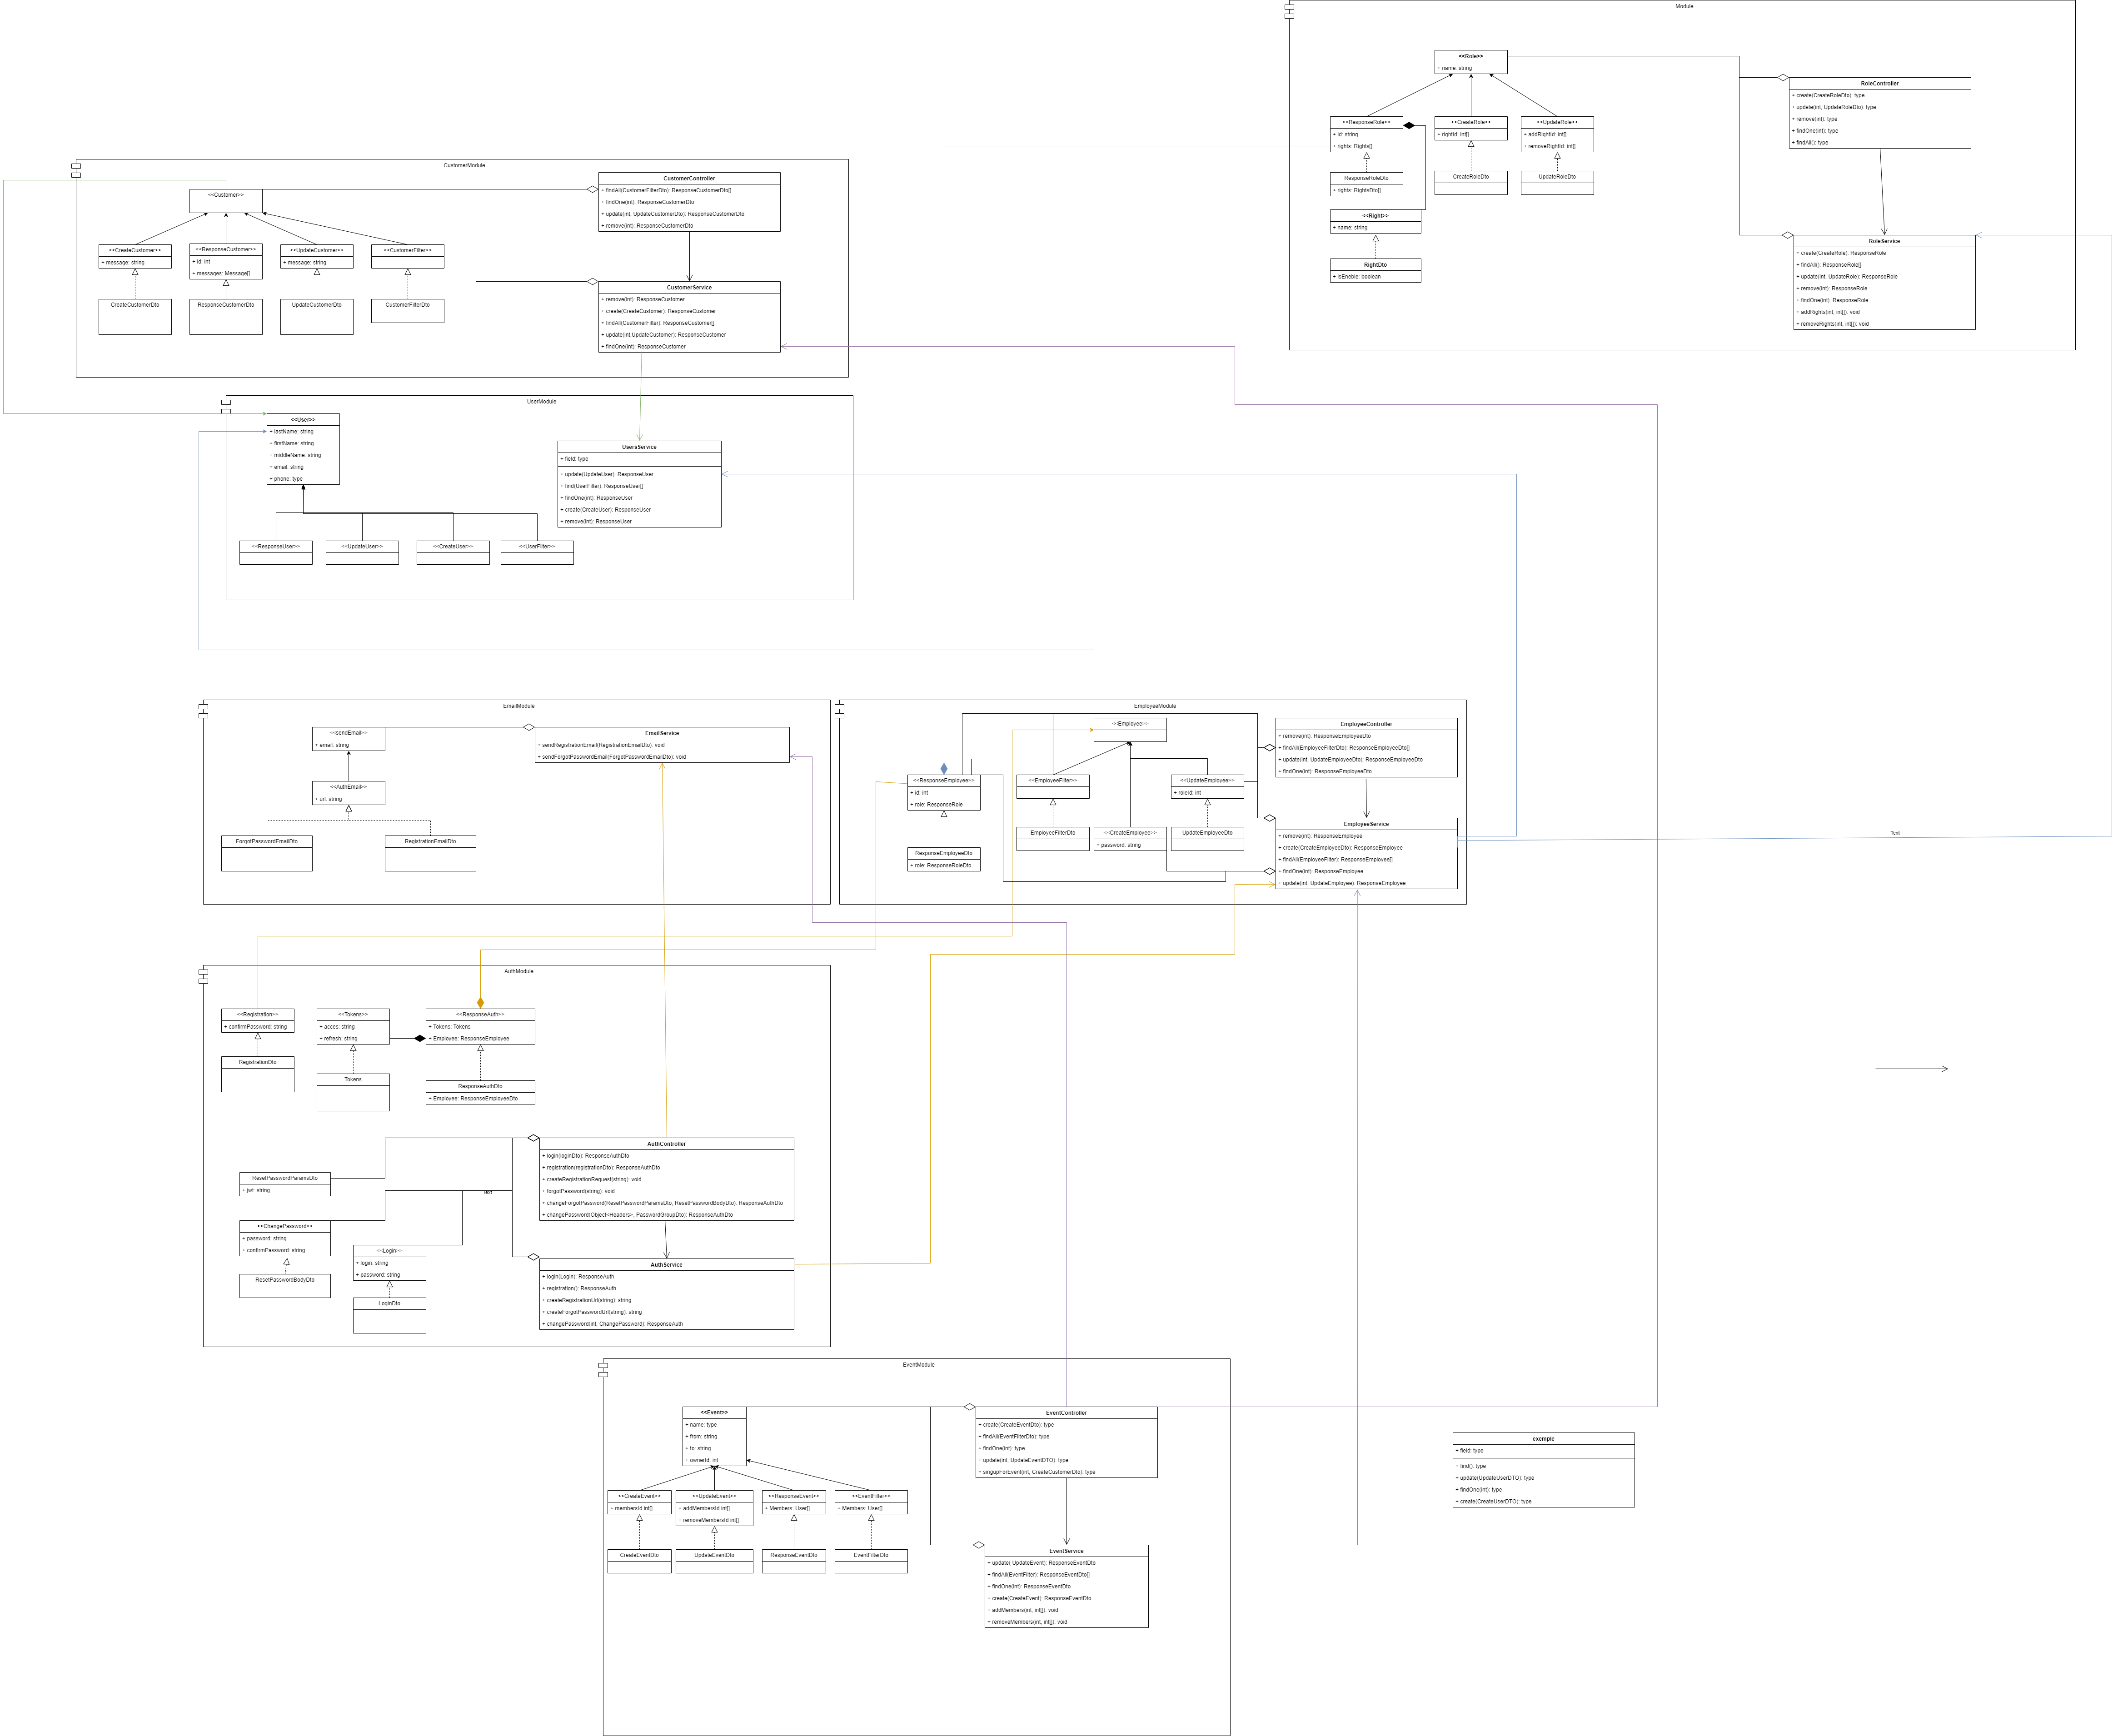 Module
<<Role>>
+ name: string
RoleController
+ create(CreateRoleDto): type
+ update(int, UpdateRoleDto): type
+ remove(int): type
+ findOne(int): type
+ findAll(): type
<<ResponseRole>>
+ id: string
+ rights: Rights[]
<<CreateRole>>
+ rightId: int[]
<<UpdateRole>>
+ addRightId: int[]
+ removeRightId: int[]
ResponseRoleDto
+ rights: RightsDto[]
CreateRoleDto
UpdateRoleDto
<<Right>>
+ name: string
RightDto
+ isEneble: boolean
RoleService
+ create(CreateRole): ResponseRole
+ findAll(): ResponseRole[]
+ update(int, UpdateRole): ResponseRole
+ remove(int): ResponseRole
+ findOne(int): ResponseRole
+ addRights(int, int[]): void
+ removeRights(int, int[]): void
CustomerModule
<<Customer>>
CustomerController
+ findAll(CustomerFilterDto): ResponseCustomerDto[]
+ findOne(int): ResponseCustomerDto
+ update(int, UpdateCustomerDto): ResponseCustomerDto
+ remove(int): ResponseCustomerDto
<<CreateCustomer>>
+ message: string
<<ResponseCustomer>>
+ id: int
+ messages: Message[]
<<UpdateCustomer>>
+ message: string
<<CustomerFilter>>
CreateCustomerDto
ResponseCustomerDto
UpdateCustomerDto
CustomerFilterDto
CustomerService
+ remove(int): ResponseCustomer
+ create(CreateCustomer): ResponseCustomer
+ findAll(CustomerFilter): ResponseCustomer[]
+ update(int,UpdateCustomer): ResponseCustomer
+ findOne(int): ResponseCustomer
UserModule
<<User>>
+ lastName: string
+ firstName: string
+ middleName: string
+ email: string
+ phone: type
UsersService
+ field: type
+ update(UpdateUser): ResponseUser
+ find(UserFilter): ResponseUser[]
+ findOne(int): ResponseUser
+ create(CreateUser): ResponseUser
+ remove(int): ResponseUser
<<ResponseUser>>
<<UpdateUser>>
<<CreateUser>>
<<UserFilter>>
EmailModule
<<sendEmail>>
+ email: string
EmailService
+ sendRegistrationEmail(RegistrationEmailDto): void
+ sendForgotPasswordEmail(ForgotPasswordEmailDto): void
<<AuthEmail>>
+ url: string
ForgotPasswordEmailDto
RegistrationEmailDto
EmployeeModule
<<Employee>>
EmployeeController
+ remove(int): ResponseEmployeeDto
+ findAll(EmployeeFilterDto): ResponseEmployeeDto[]
+ update(int, UpdateEmployeeDto): ResponseEmployeeDto
+ findOne(int): ResponseEmployeeDto
<<ResponseEmployee>>
+ id: int
+ role: ResponseRole
<<EmployeeFilter>>
<<UpdateEmployee>>
+ roleId: int
EmployeeFilterDto
<<CreateEmployee>>
+ password: string
UpdateEmployeeDto
ResponseEmployeeDto
+ role: ResponseRoleDto
EmployeeService
+ remove(int): ResponseEmployee
+ create(CreateEmployeeDto): ResponseEmployee
+ findAll(EmployeeFilter): ResponseEmployee[]
+ findOne(int): ResponseEmployee
+ update(int, UpdateEmployee): ResponseEmployee
Text
AuthModule
<<Registration>>
+ confirmPassword: string
<<Tokens>>
+ acces: string
+ refresh: string
<<ResponseAuth>>
+ Tokens: Tokens
+ Employee: ResponseEmployee
RegistrationDto
Tokens
ResponseAuthDto
+ Employee: ResponseEmployeeDto
AuthController
+ login(loginDto): ResponseAuthDto
+ registration(registrationDto): ResponseAuthDto
+ createRegistrationRequest(string): void
+ forgotPassword(string): void
+ changeForgotPassword(ResetPasswordParamsDto, ResetPasswordBodyDto): ResponseAuthDto
+ changePassword(Object<Headers>, PasswordGroupDto): ResponseAuthDto
ResetPasswordParamsDto
+ jwt: string
Text
<<ChangePassword>>
+ password: string
+ confirmPassword: string
<<Login>>
+ login: string
+ password: string
ResetPasswordBodyDto
LoginDto
AuthService
+ login(Login): ResponseAuth
+ registration(): ResponseAuth
+ createRegistrationUrl(string): string
+ createForgotPasswordUrl(string): string
+ changePassword(int, ChangePassword): ResponseAuth
EventModule
<<Event>>
+ name: type
+ from: string
+ to: string
+ ownerId: int
EventController
+ create(CreateEventDto): type
+ findAll(EventFilterDto): type
+ findOne(int): type
+ update(int, UpdateEventDTO): type
+ singupForEvent(int, CreateCustomerDto): type
<<CreateEvent>>
+ membersId int[]
<<UpdateEvent>>
+ addMembersId int[]
+ removeMembersId int[]
<<ResponseEvent>>
+ Members: User[]
<<EventFilter>>
+ Members: User[]
CreateEventDto
UpdateEventDto
ResponseEventDto
EventFilterDto
EventService
+ update( UpdateEvent): ResponseEventDto
+ findAll(EventFilter): ResponseEventDto[]
+ findOne(int): ResponseEventDto
+ create(CreateEvent): ResponseEventDto
+ addMembers(int, int[]): void
+ removeMembers(int, int[]): void
exemple
+ field: type
+ find(): type
+ update(UpdateUserDTO): type
+ findOne(int): type
+ create(CreateUserDTO): type